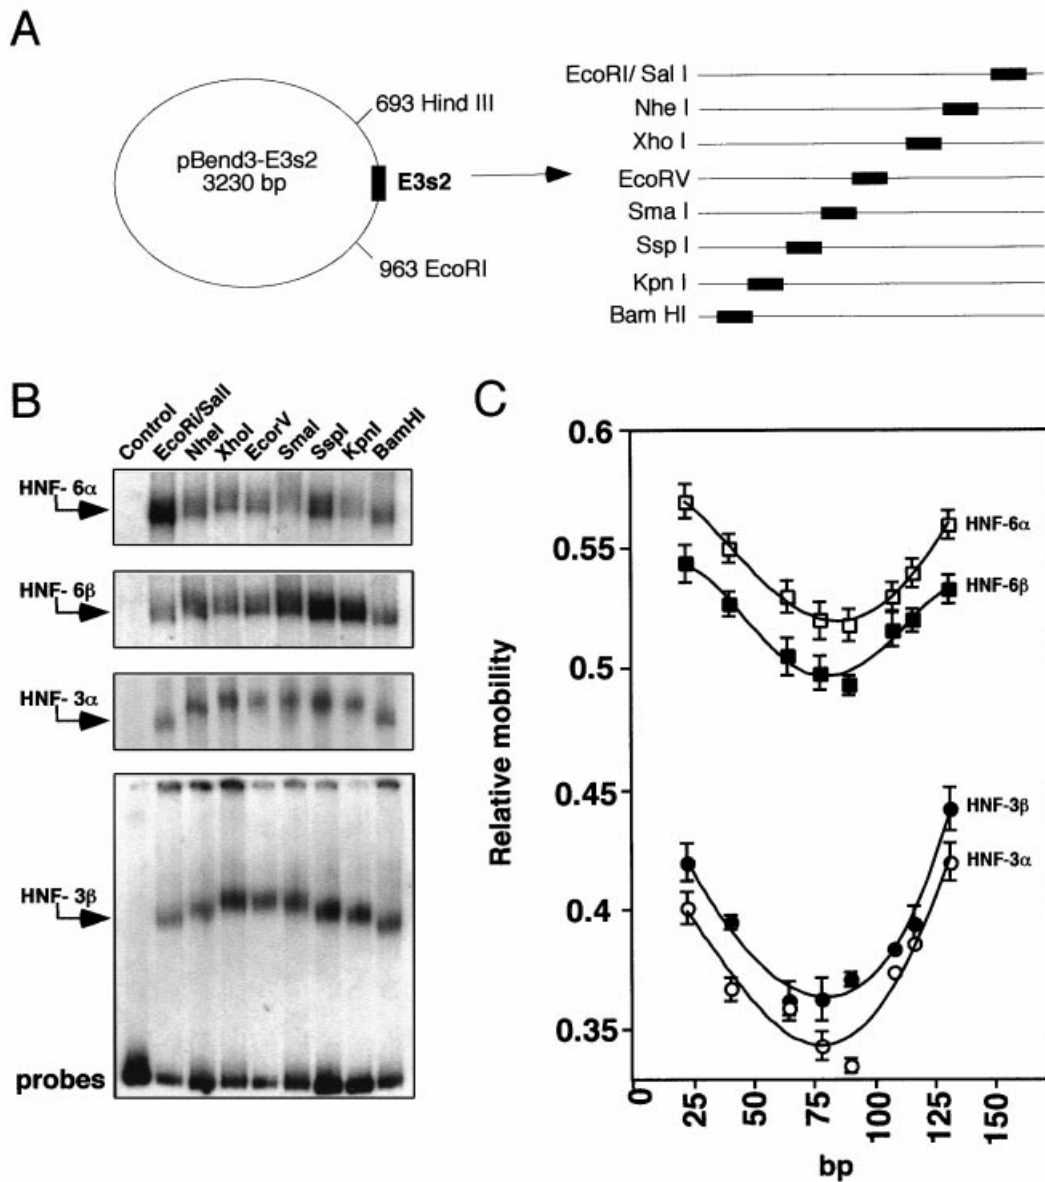 A
693 Hind III
pBend3-E3s2
3230 bp
E3s2
963 EcoRI
EcoRI/ Sal I
Nhe I
Xho I
EcoRV
Sma I
Ssp I
Kpn I
Bam HI
B
Control
EcoRi/SalI
NheI
XhoI
EcorV
SmaI
SspI
KpnI
BamHI
HNF- 6α
HNF- 6β
HNF- 3α
HNF- 3β
probes
C
Relative mobility
0.6
0.55
0.5
0.45
0.4
0.35
HNF-6α
HNF-6β
HNF-3β
HNF-3α
0
25
50
75
100
125
150
bp